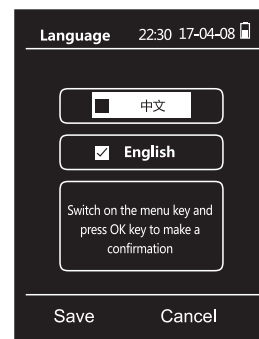 Language 22:30 17-04-08
中文
English
Switch on the menu key and
press OK key to make a
confirmation
Save Cancel